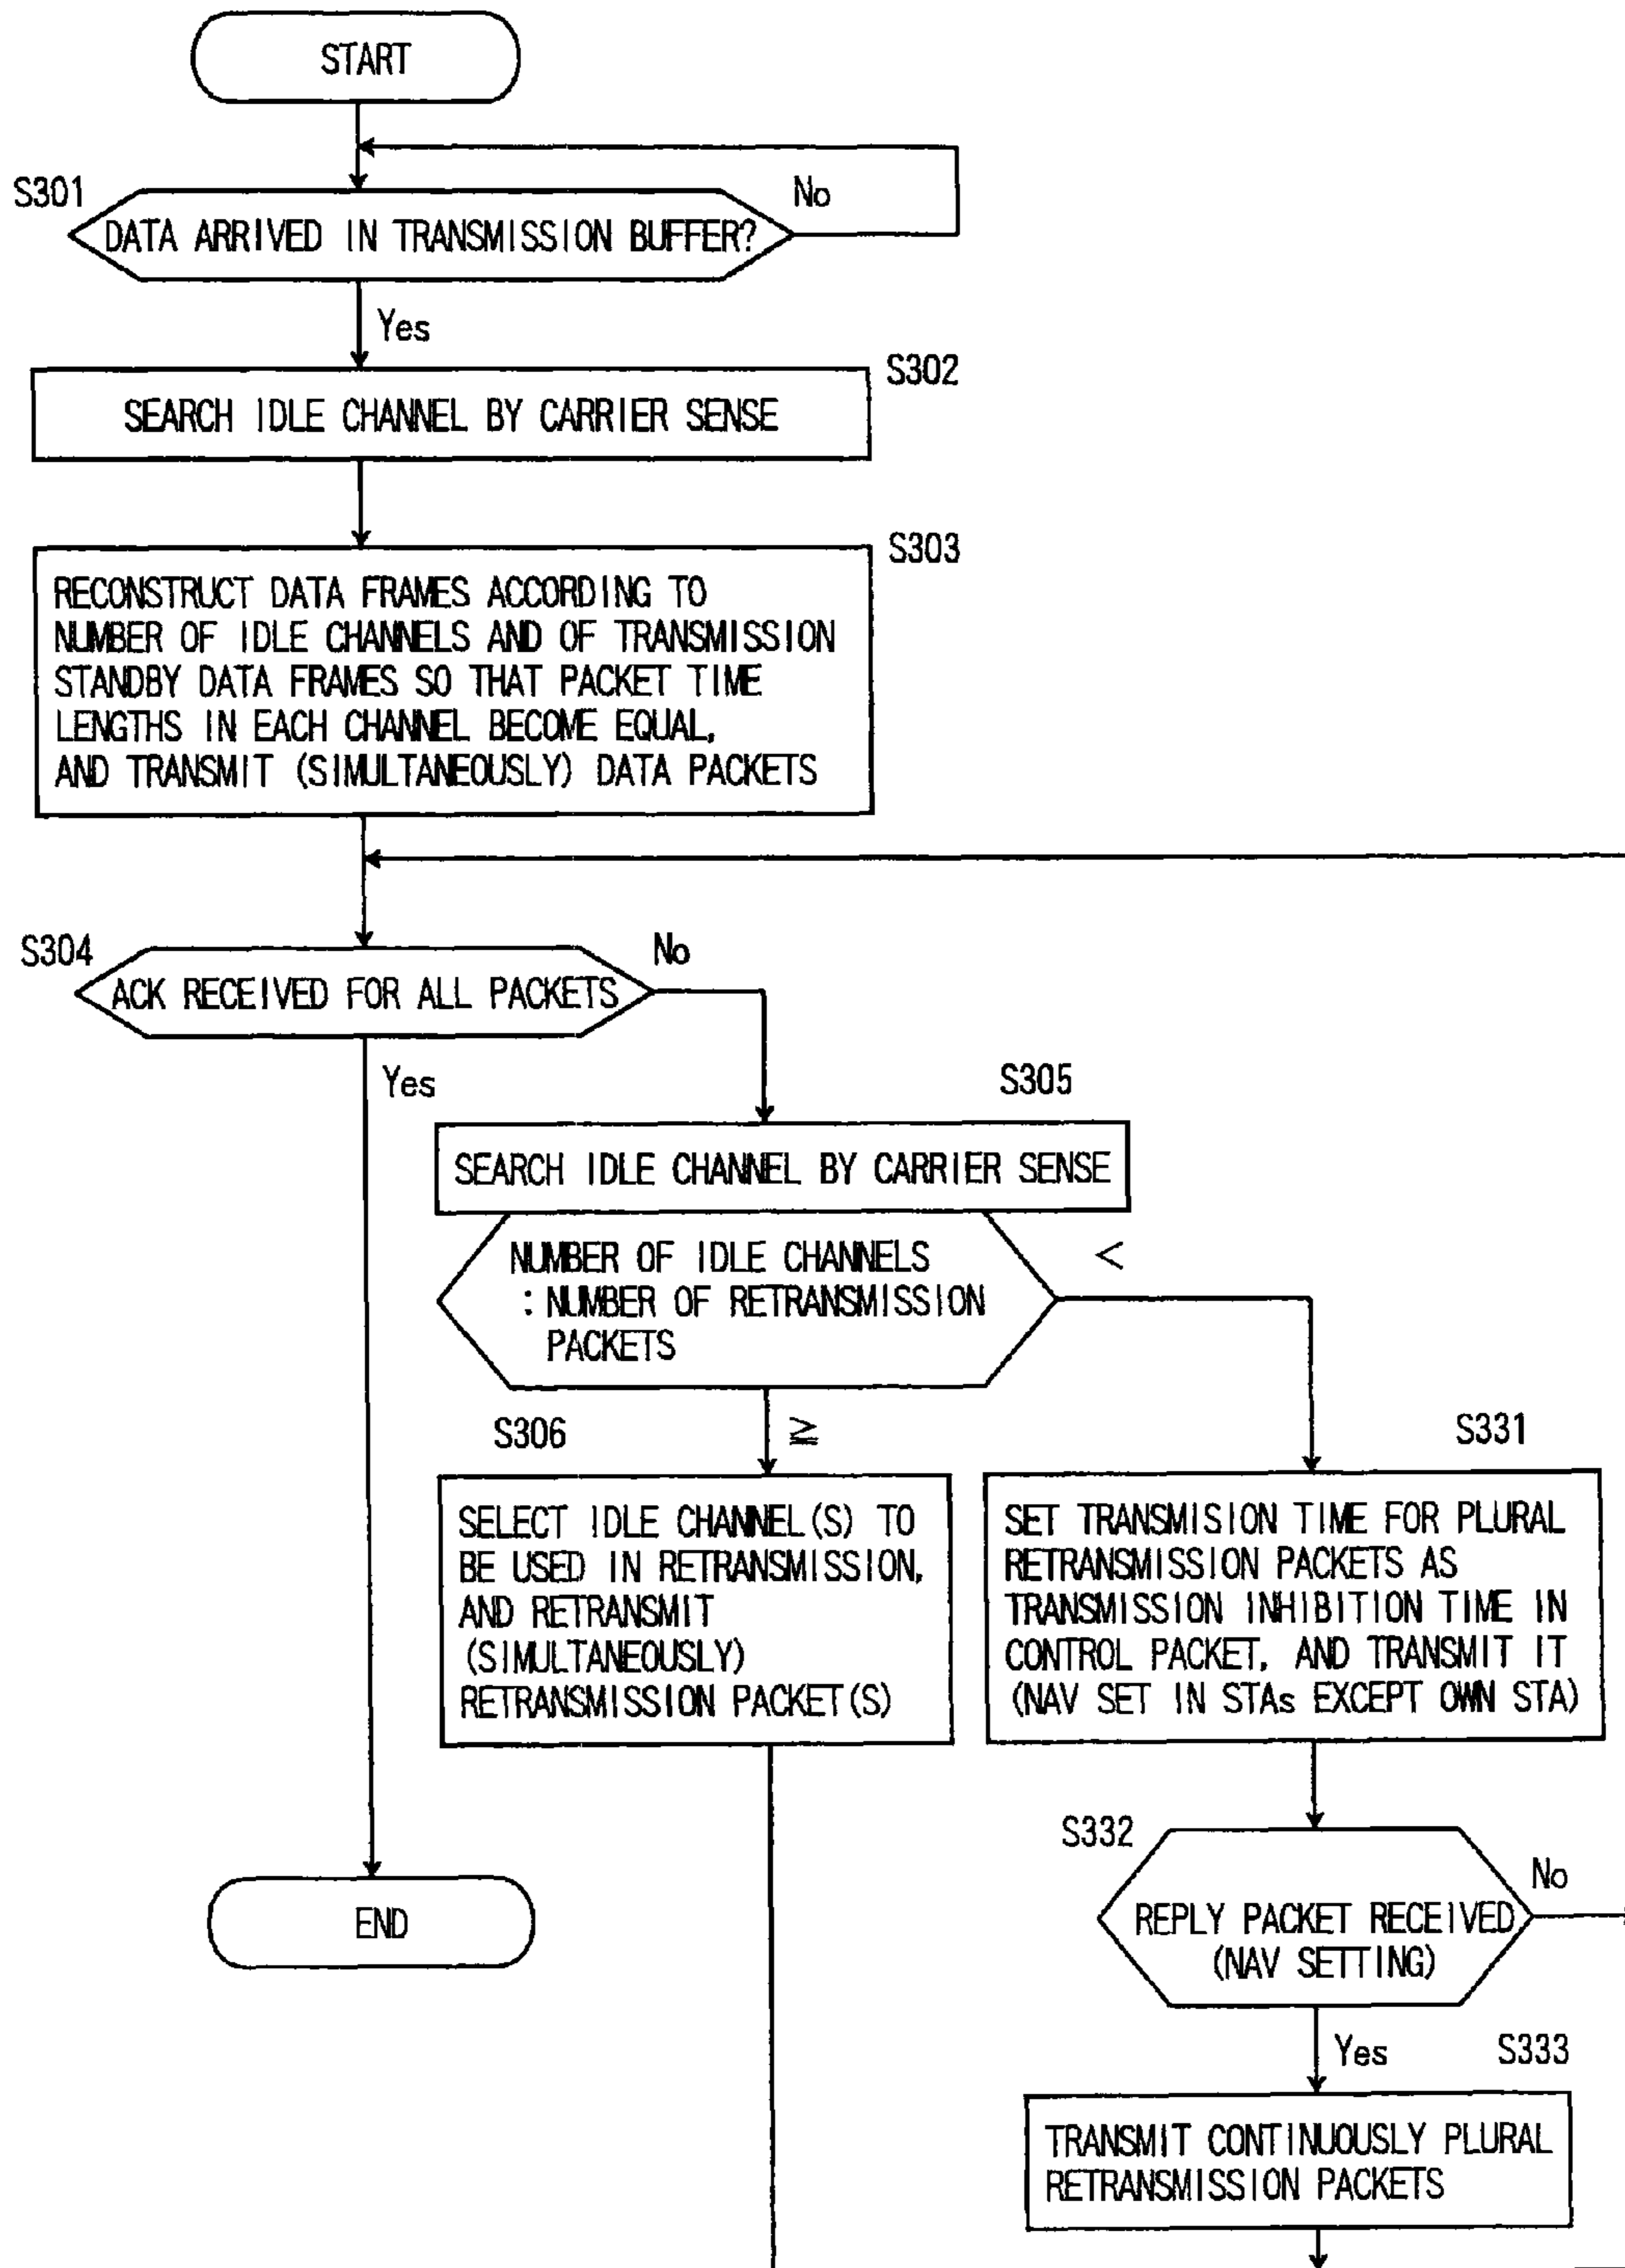 START
S301
No
DATA ARRIVED IN TRANSMISSION BUFFER?
Yes
S302
SEARCH IDLE CHANNEL BY CARRIER SENSE
S303
RECONSTRUCT DATA FRAMES ACCORDING TO
NUMBER OF IDLE CHANNELS AND OF TRANSMISSION
STANDBY DATA FRAMES SO THAT PACKET TIME
LENGTHS IN EACH CHANNEL BECOME EQUAL,
AND TRANSMIT (SIMULTANEOUSLY) DATA PACKETS
S304
No
ACK RECEIVED FOR ALL PACKETS
Yes
S305
SEARCH IDLE CHANNEL BY CARRIER SENSE
NUMBER OF IDLE CHANNELS
: NUMBER OF RETRANSMISSION
PACKETS
<
S306
≧
SELECT IDLE CHANNEL(S) TO
BE USED IN RETRANSMISSION,
AND RETRANSMIT
(SIMULTANEOUSLY)
RETRANSMISSION PACKET(S)
S331
SET TRANSMISION TIME FOR PLURAL
RETRANSMISSION PACKETS AS
TRANSMISSION INHIBITION TIME IN
CONTROL PACKET, AND TRANSMIT IT
(NAV SET IN STAs EXCEPT OWN STA)
S332
No
REPLY PACKET RECEIVED
(NAV SETTING)
END
Yes
S333
TRANSMIT CONTINUOUSLY PLURAL
RETRANSMISSION PACKETS